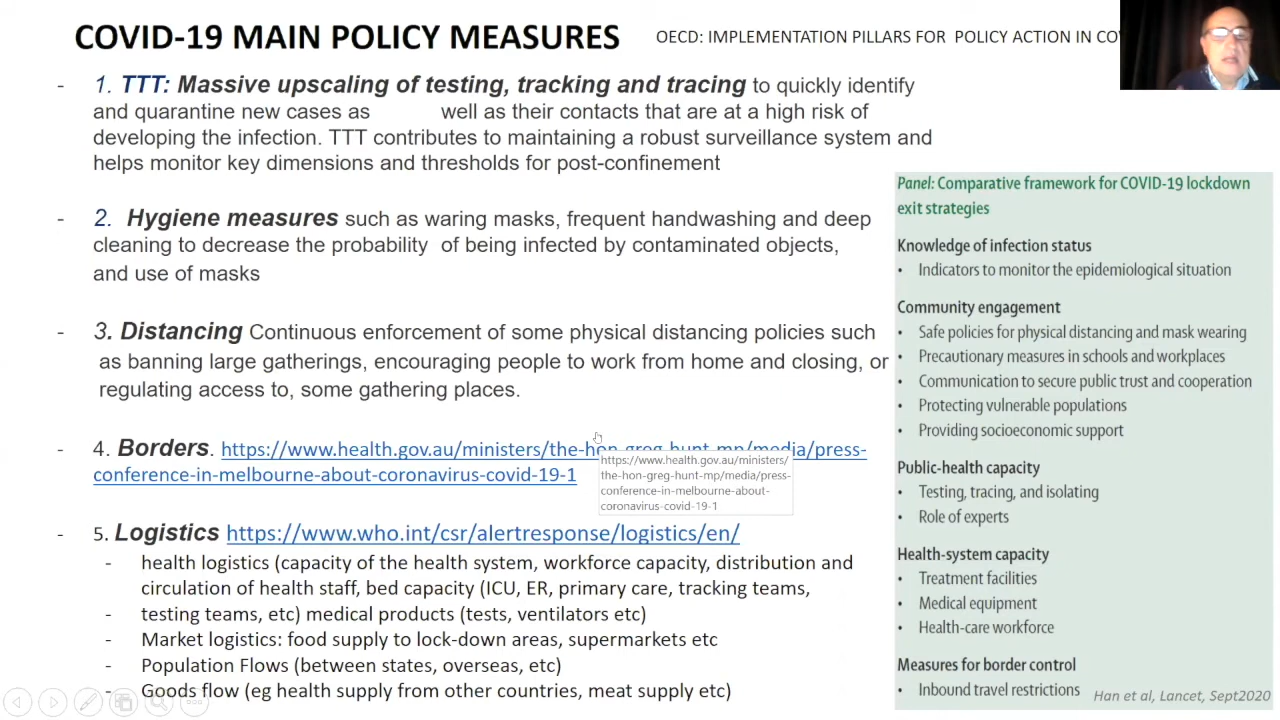 COVID-19 MAIN POLICY MEASURES
OECD: IMPLEMENTATION PILLARS FOR POLICY ACTION IN
- 1. TTT: Massive upscaling of testing, tracking and tracing to quickly identify
and quarantine new cases as well as their contacts that are at a high risk of
developing the infection. TTT contributes to maintaining a robust surveillance system and
helps monitor key dimensions and thresholds for post-confinement
- 2. Hygiene measures such as waring masks, frequent handwashing and deep
cleaning to decrease the probability of being infected by contaminated objects,
and use of masks
- 3. Distancing Continuous enforcement of some physical distancing policies such
as banning large gatherings, encouraging people to work from home and closing, or
regulating access to, some gathering places.
- 4. Borders. https://www.health.gov.au/ministers/the-hon-greg-hunt-mp/media/press-
conference-in-melbourne-about-coronavirus-covid-19-1
https://www.health.gov.au/ministers/
the-hon-greg-hunt-mp/media/press-
conference-in-melbourne-about-
coronavirus-covid-19-1
- 5. Logistics https://www.who.int/csr/alertresponse/logistics/en/
- health logistics (capacity of the health system, workforce capacity, distribution and
circulation of health staff, bed capacity (ICU, ER, primary care, tracking teams,
- testing teams, etc) medical products (tests, ventilators etc)
- Market logistics: food supply to lock-down areas, supermarkets etc
- Population Flows (between states, overseas, etc)
- Goods flow (eg health supply from other countries, meat supply etc)
Panel: Comparative framework for COVID-19 lockdown
exit strategies
Knowledge of infection status
• Indicators to monitor the epidemiological situation
Community engagement
• Safe policies for physical distancing and mask wearing
• Precautionary measures in schools and workplaces
• Communication to secure public trust and cooperation
• Protecting vulnerable populations
• Providing socioeconomic support
Public-health capacity
• Testing, tracing, and isolating
• Role of experts
Health-system capacity
• Treatment facilities
• Medical equipment
• Health-care workforce
Measures for border control
• Inbound travel restrictions
Han et al, Lancet, Sept2020